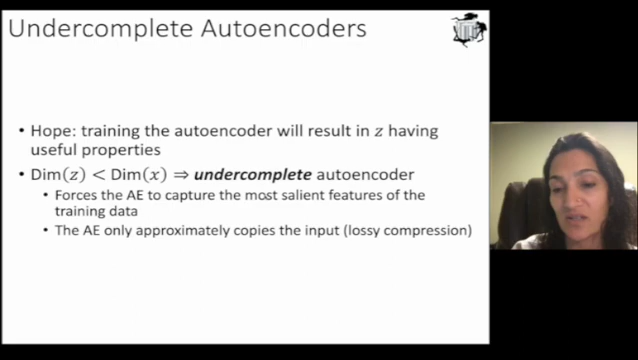 Undercomplete Autoencoders
• Hope: training the autoencoder will result in z having
useful properties
• Dim(z) < Dim(x) ⇒ undercomplete autoencoder
• Forces the AE to capture the most salient features of the
training data
• The AE only approximately copies the input (lossy compression)